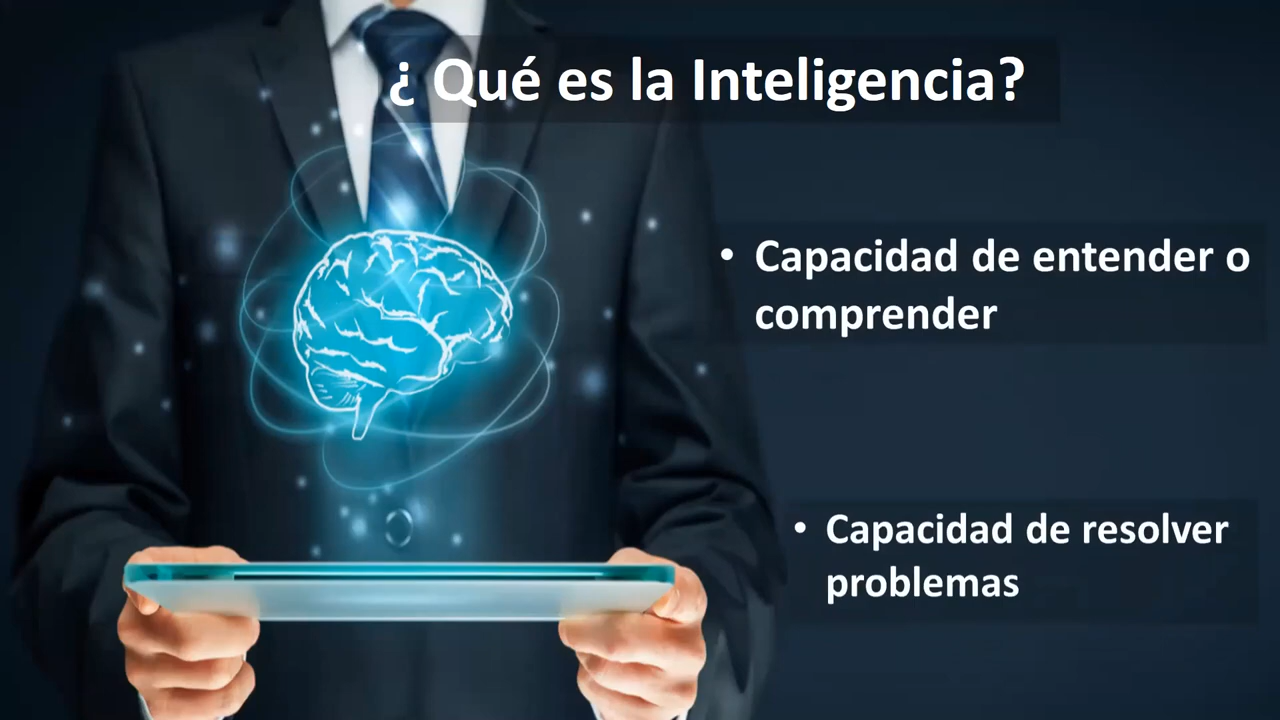 ¿ Qué es la Inteligencia?
• Capacidad de entender o
comprender
• Capacidad de resolver
problemas